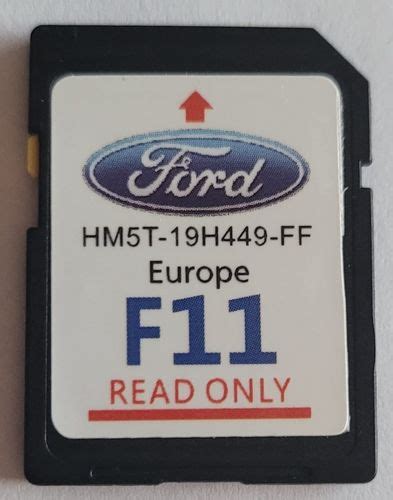 Ford
HM5T-19H449-FF
Europe
F11
READ ONLY